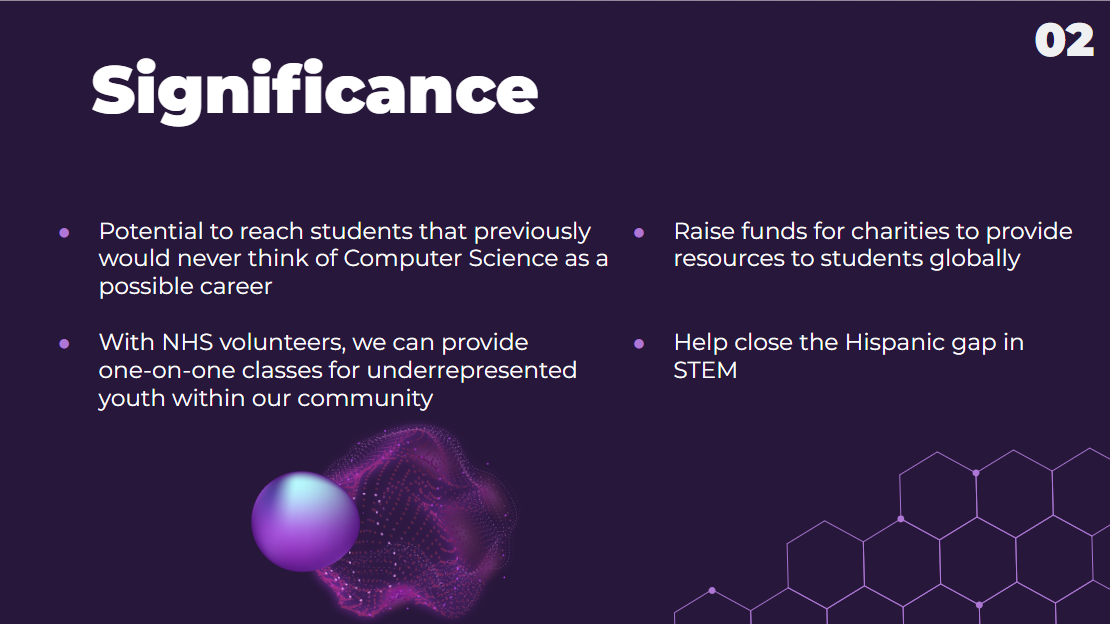 02
Significance
Potential to reach students that previously
would never think of Computer Science as a
possible career
With NHS volunteers, we can provide
one-on-one classes for underrepresented
youth within our community
Raise funds for charities to provide
resources to students globally
Help close the Hispanic gap in
STEM